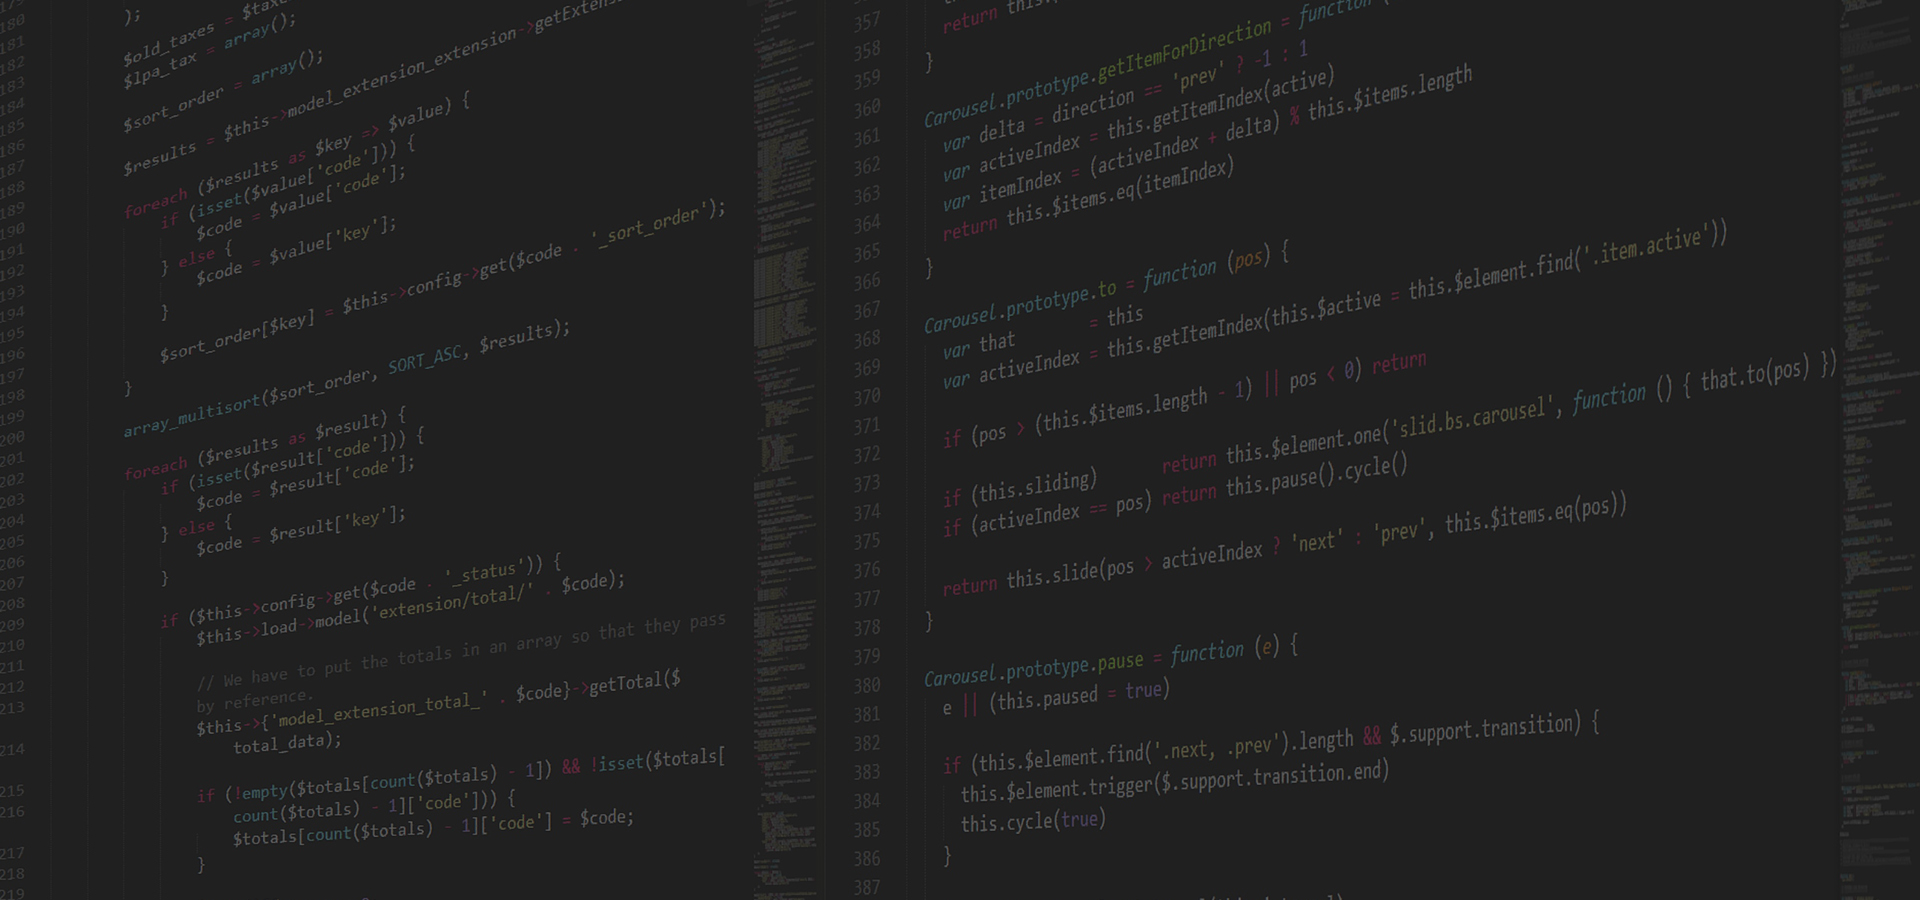 );
$old_taxes = $taxes
$lpa_tax = array();
$sort_order = array();
$results = $this->model_extension_extension->getExtens
foreach ($results as $key => $value) {
if (isset($value['code'])) {
$code = $value['code'];
} else {
$code = $value['key'];
}
$sort_order[$key] = $this->config->get($code . '_sort_order');
}
array_multisort($sort_order, SORT_ASC, $results);
foreach ($results as $result) {
if (isset($result['code'])) {
$code = $result['code'];
} else {
$code = $result['key'];
}
if ($this->config->get($code . '_status')) {
$this->load->model('extension/total/' . $code);
// We have to put the totals in an array so that they pass
by reference.
$this->{'model_extension_total_' . $code}->getTotal($
total_data);
if (!empty($totals[count($totals) - 1]) && !isset($totals[
count($totals) - 1]['code'])) {
$totals[count($totals) - 1]['code'] = $code;
}
180
181
182
183
184
185
186
187
188
189
190
191
192
193
194
195
196
197
198
199
200
201
202
203
204
205
206
207
208
209
210
211
212
213
214
215
216
217
218
219
return this.
}
Carousel.prototype.getItemForDirection = function (
var delta = direction == 'prev' ? -1 : 1
var activeIndex = this.getItemIndex(active)
var itemIndex = (activeIndex + delta) % this.$items.length
return this.$items.eq(itemIndex)
}
Carousel.prototype.to = function (pos) {
var that = this
var activeIndex = this.getItemIndex(this.$active = this.$element.find('.item.active'))
if (pos > (this.$items.length - 1) || pos < 0) return
if (this.sliding) return this.$element.one('slid.bs.carousel', function () { that.to(pos) })
if (activeIndex == pos) return this.pause().cycle()
return this.slide(pos > activeIndex ? 'next' : 'prev', this.$items.eq(pos))
}
Carousel.prototype.pause = function (e) {
e || (this.paused = true)
if (this.$element.find('.next, .prev').length && $.support.transition) {
this.$element.trigger($.support.transition.end)
this.cycle(true)
}
357
358
359
360
361
362
363
364
365
366
367
368
369
370
371
372
373
374
375
376
377
378
379
380
381
382
383
384
385
386
387